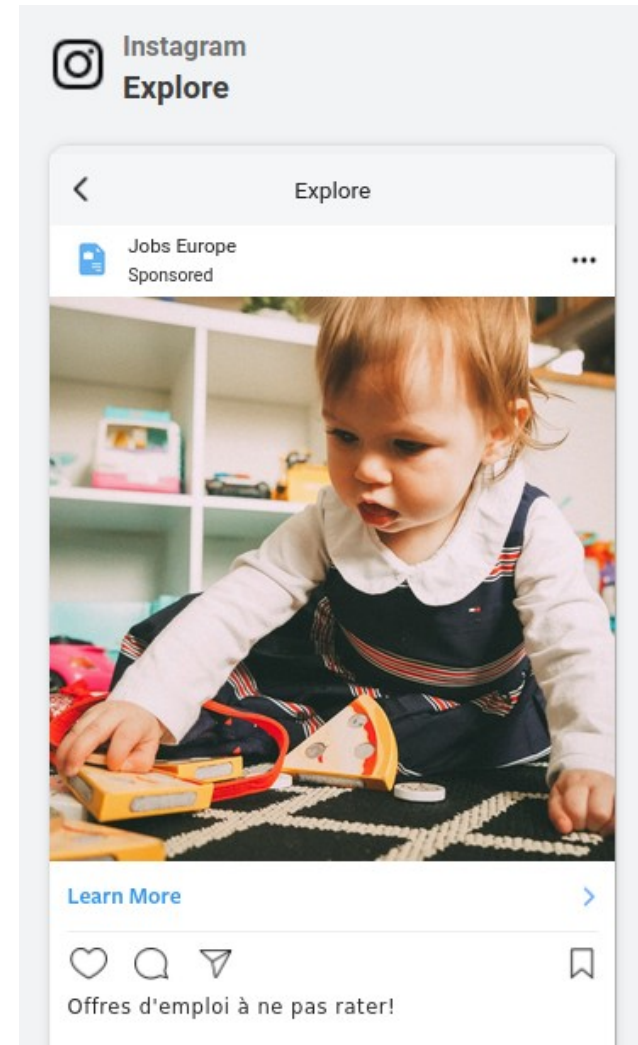 Instagram
Explore
Explore
Jobs Europe
Sponsored
Learn More
Offres d'emploi à ne pas rater!